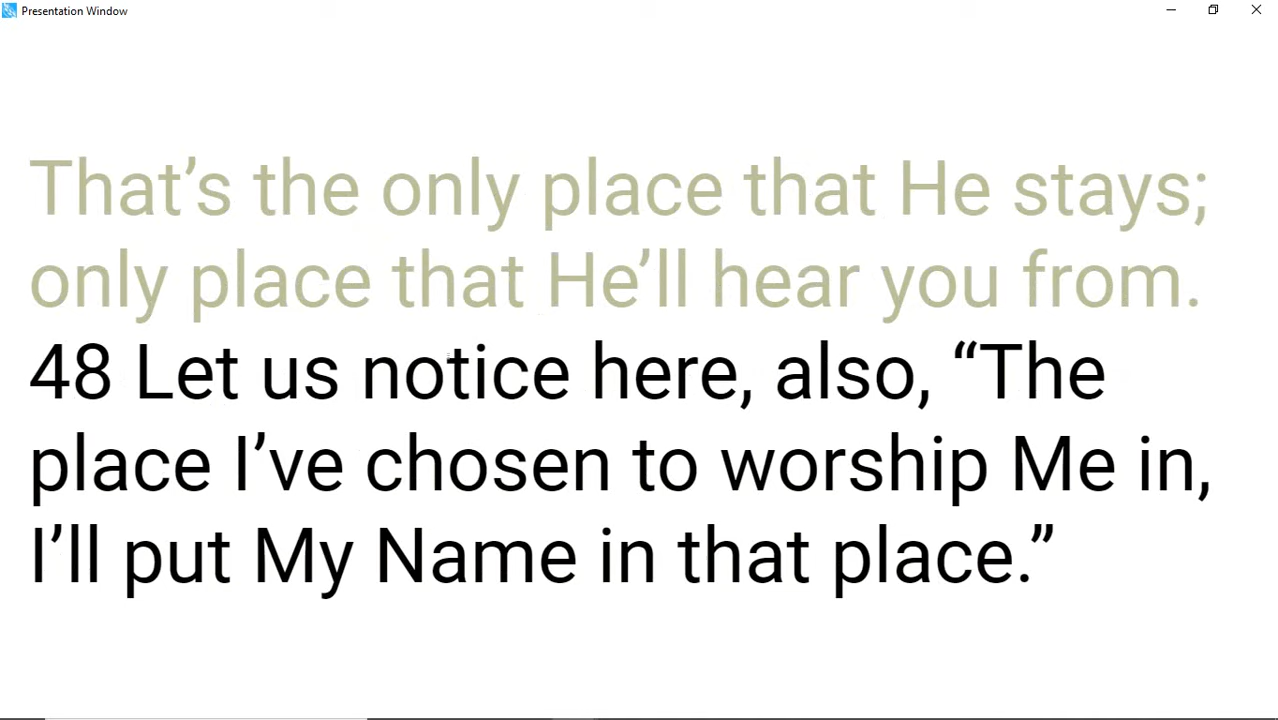 Presentation Window
That’s the only place that He stays;
only place that He’ll hear you from.
48 Let us notice here, also, “The
place I’ve chosen to worship Me in,
I’ll put My Name in that place.”